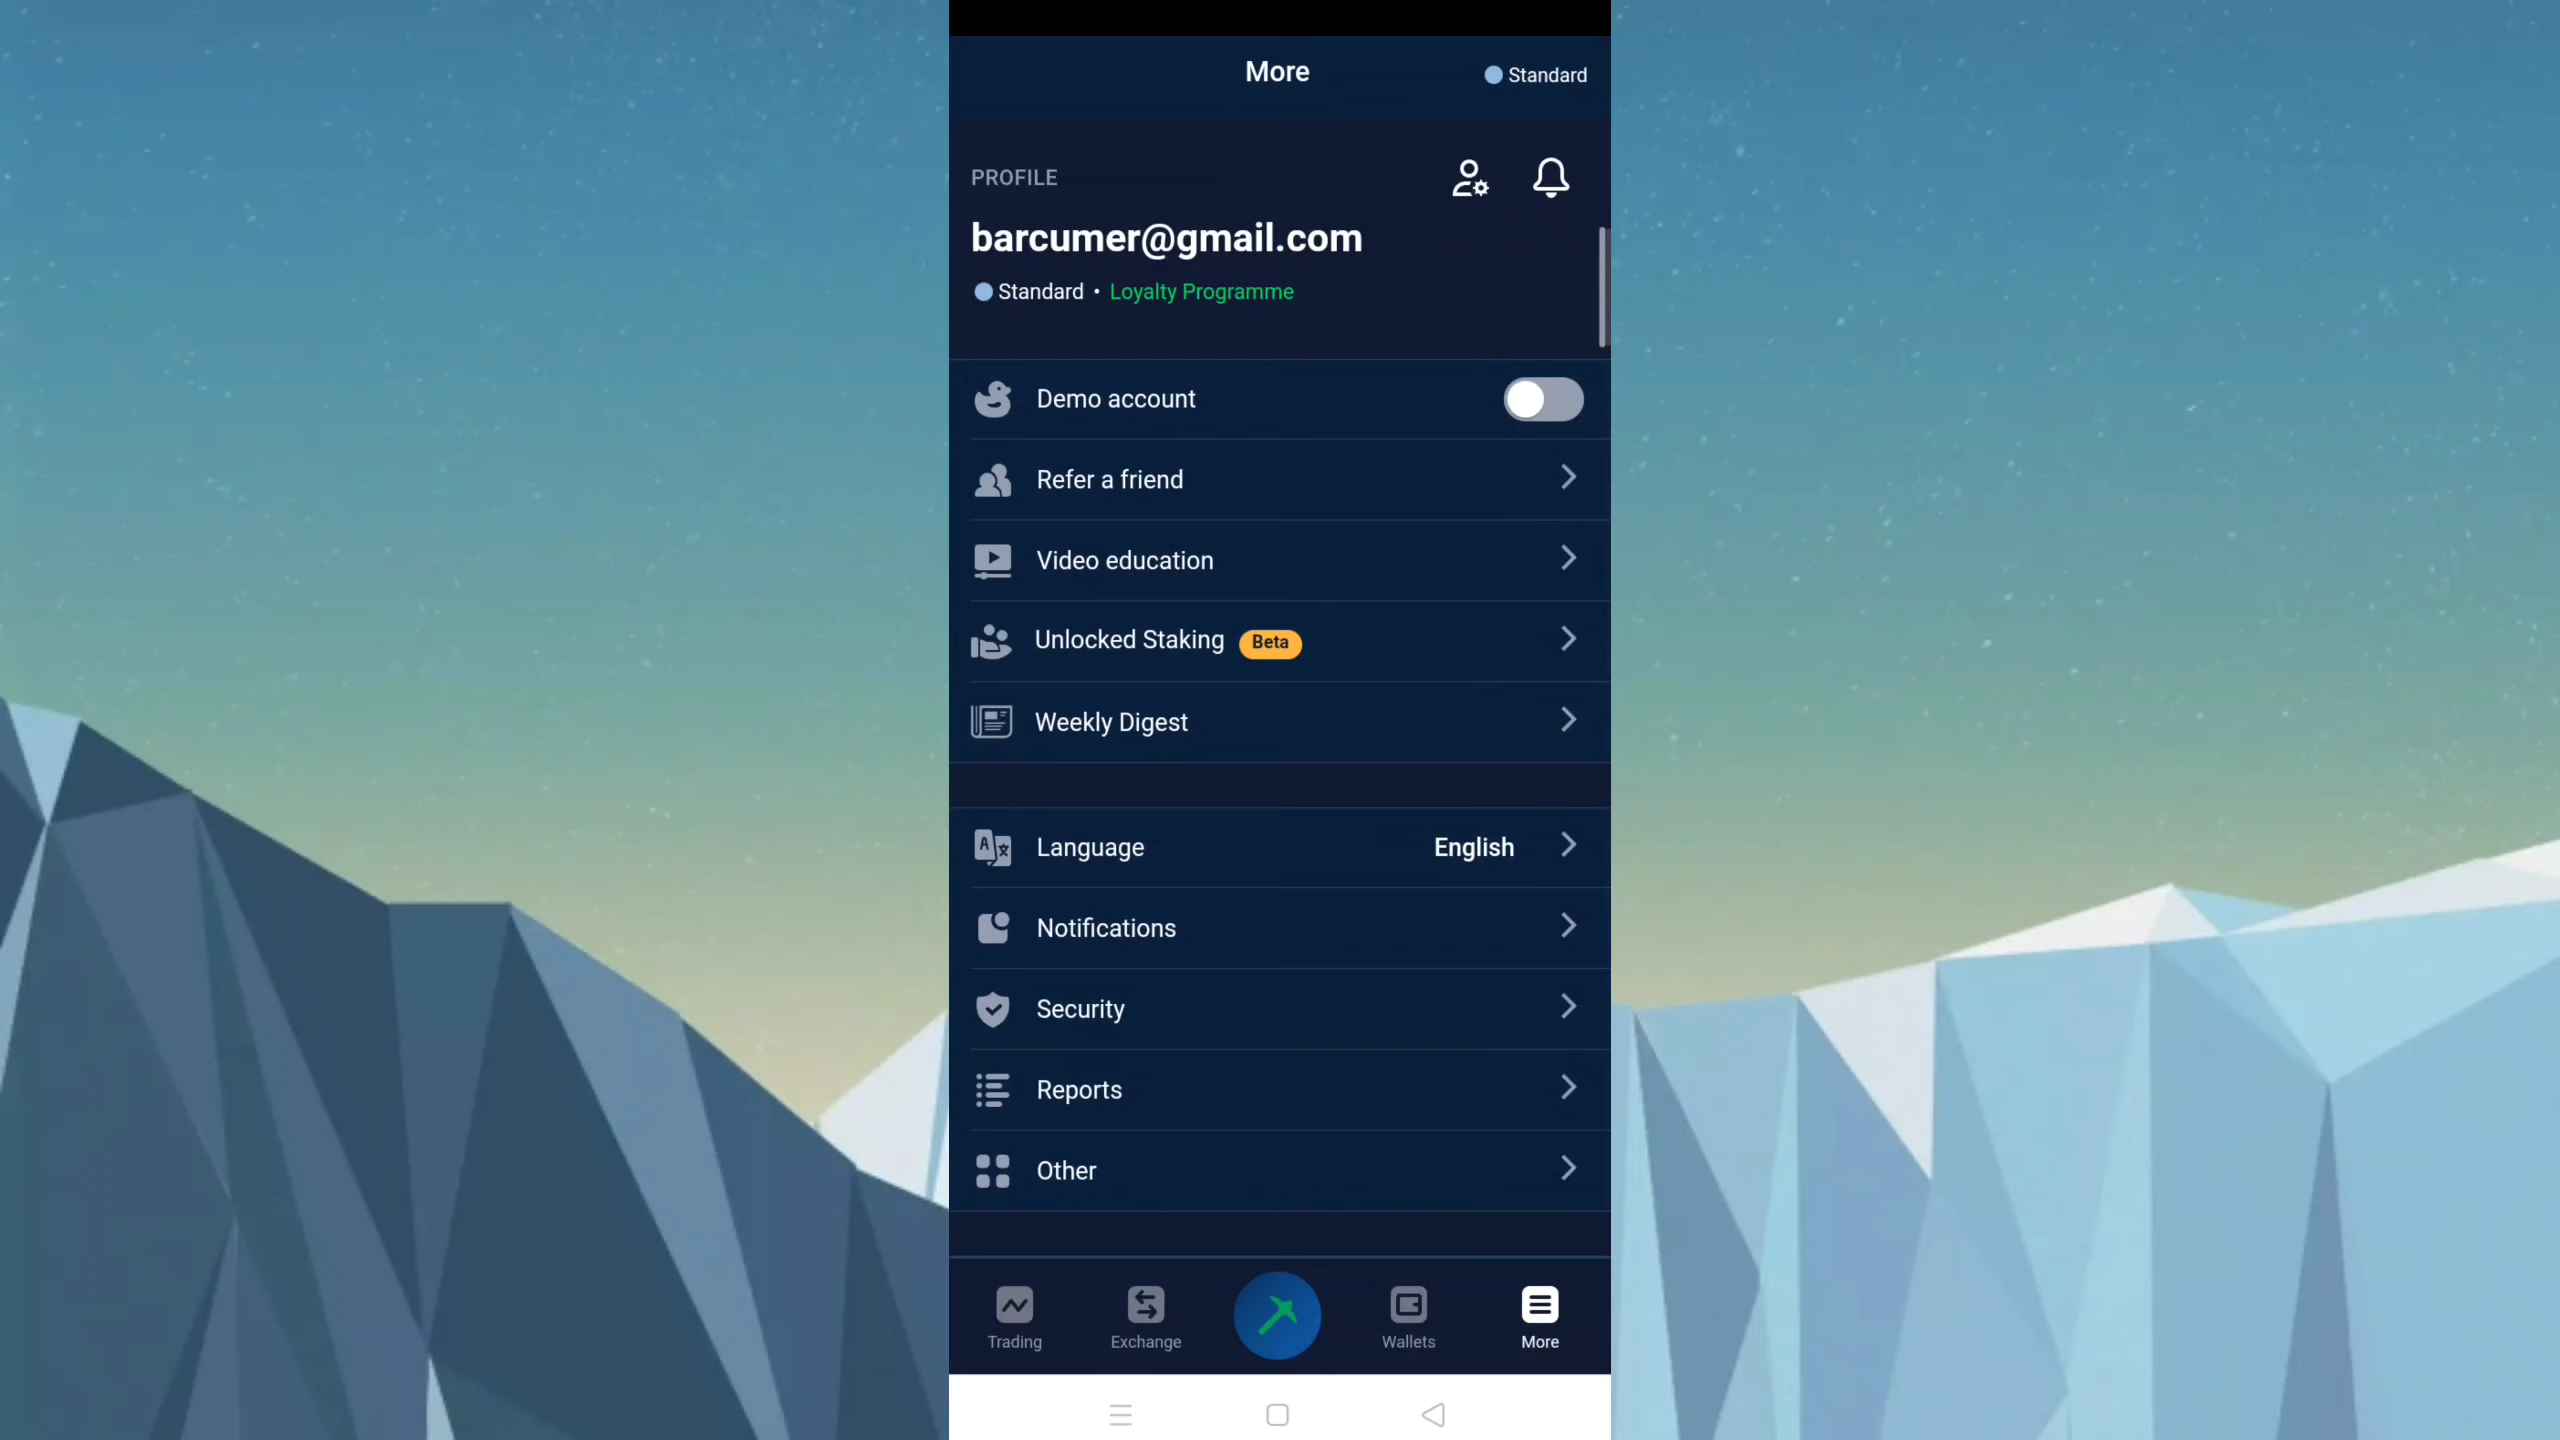 More
Standard
PROFILE
barcumer@gmail.com
Standard • Loyalty Programme
Demo account
Refer a friend
Video education
Unlocked Staking Beta
Weekly Digest
Language English
Notifications
Security
Reports
Other
Trading Exchange Wallets More